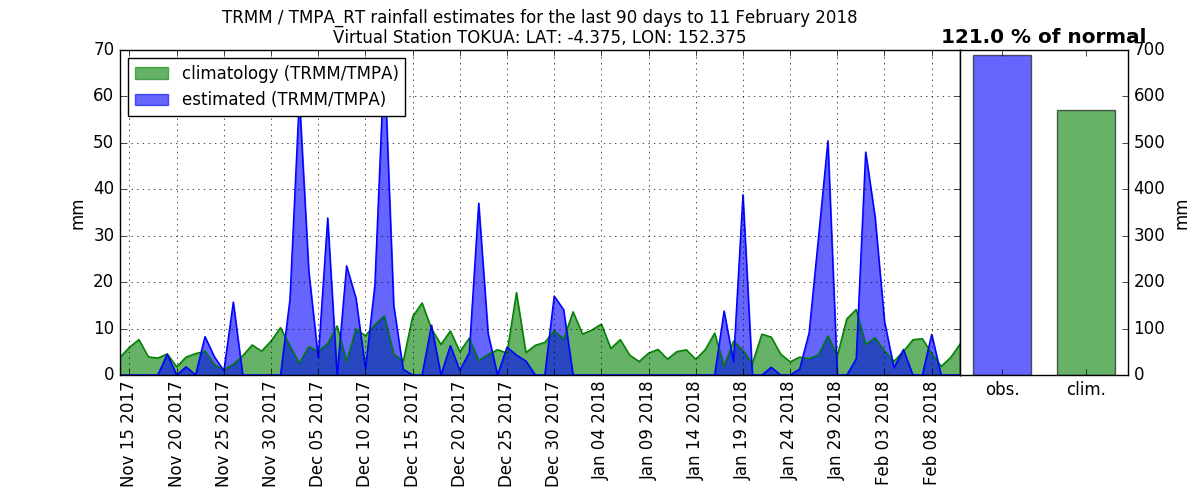 TRMM / TMPA_RT rainfall estimates for the last 90 days to 11 February 2018
Virtual Station TOKUA: LAT: -4.375, LON: 152.375
121.0 % of normal
climatology (TRMM/TMPA)
estimated (TRMM/TMPA)
70
60
50
40
30
20
10
0
mm
700
600
500
400
300
200
100
0
mm
Nov 15 2017
Nov 20 2017
Nov 25 2017
Nov 30 2017
Dec 05 2017
Dec 10 2017
Dec 15 2017
Dec 20 2017
Dec 25 2017
Dec 30 2017
Jan 04 2018
Jan 09 2018
Jan 14 2018
Jan 19 2018
Jan 24 2018
Jan 29 2018
Feb 03 2018
Feb 08 2018
obs.
clim.